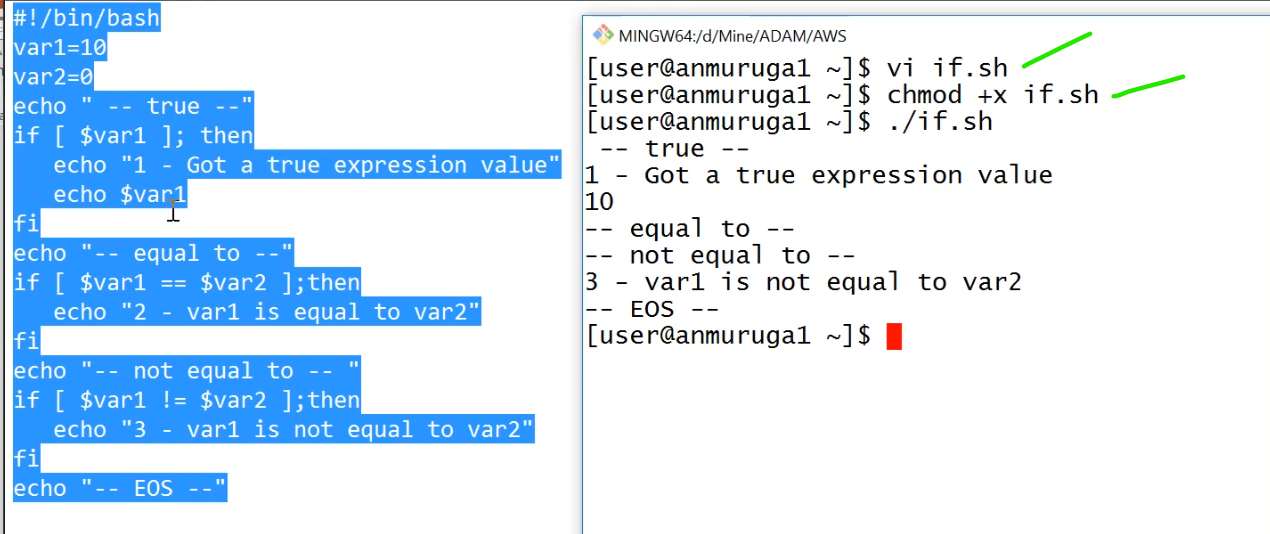 #!/bin/bash
var1=10
var2=0
echo " -- true --"
if [ $var1 ]; then
   echo "1 - Got a true expression value"
   echo $var1
fi
echo "-- equal to --"
if [ $var1 == $var2 ];then
   echo "2 - var1 is equal to var2"
fi
echo "-- not equal to -- "
if [ $var1 != $var2 ];then
   echo "3 - var1 is not equal to var2"
fi
echo "-- EOS --"
MINGW64:/d/Mine/ADAM/AWS
[user@anmuruga1 ~]$ vi if.sh
[user@anmuruga1 ~]$ chmod +x if.sh
[user@anmuruga1 ~]$ ./if.sh
 -- true --
1 - Got a true expression value
10
-- equal to --
-- not equal to --
3 - var1 is not equal to var2
-- EOS --
[user@anmuruga1 ~]$